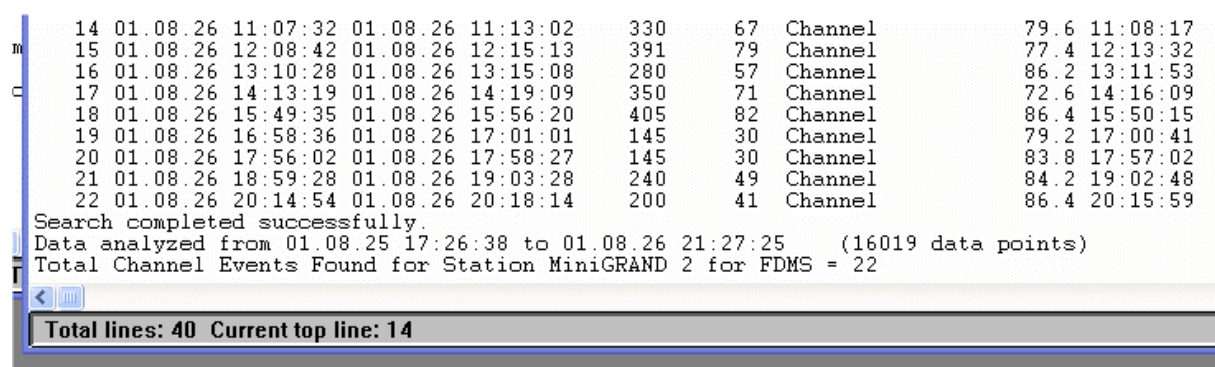 14 01.08.26 11:07:32 01.08.26 11:13:02 330 67 Channel 79.6 11:08:17
15 01.08.26 12:08:42 01.08.26 12:15:13 391 79 Channel 77.4 12:13:32
16 01.08.26 13:10:28 01.08.26 13:15:08 280 57 Channel 86.2 13:11:53
17 01.08.26 14:13:19 01.08.26 14:19:09 350 71 Channel 72.6 14:16:09
18 01.08.26 15:49:35 01.08.26 15:56:20 405 82 Channel 86.4 15:50:15
19 01.08.26 16:58:36 01.08.26 17:01:01 145 30 Channel 79.2 17:00:41
20 01.08.26 17:56:02 01.08.26 17:58:27 145 30 Channel 83.8 17:57:02
21 01.08.26 18:59:28 01.08.26 19:03:28 240 49 Channel 84.2 19:02:48
22 01.08.26 20:14:54 01.08.26 20:18:14 200 41 Channel 86.4 20:15:59
Search completed successfully.
Data analyzed from 01.08.25 17:26:38 to 01.08.26 21:27:25 (16019 data points)
Total Channel Events Found for Station MiniGRAND 2 for FDMS = 22
Total lines: 40 Current top line: 14